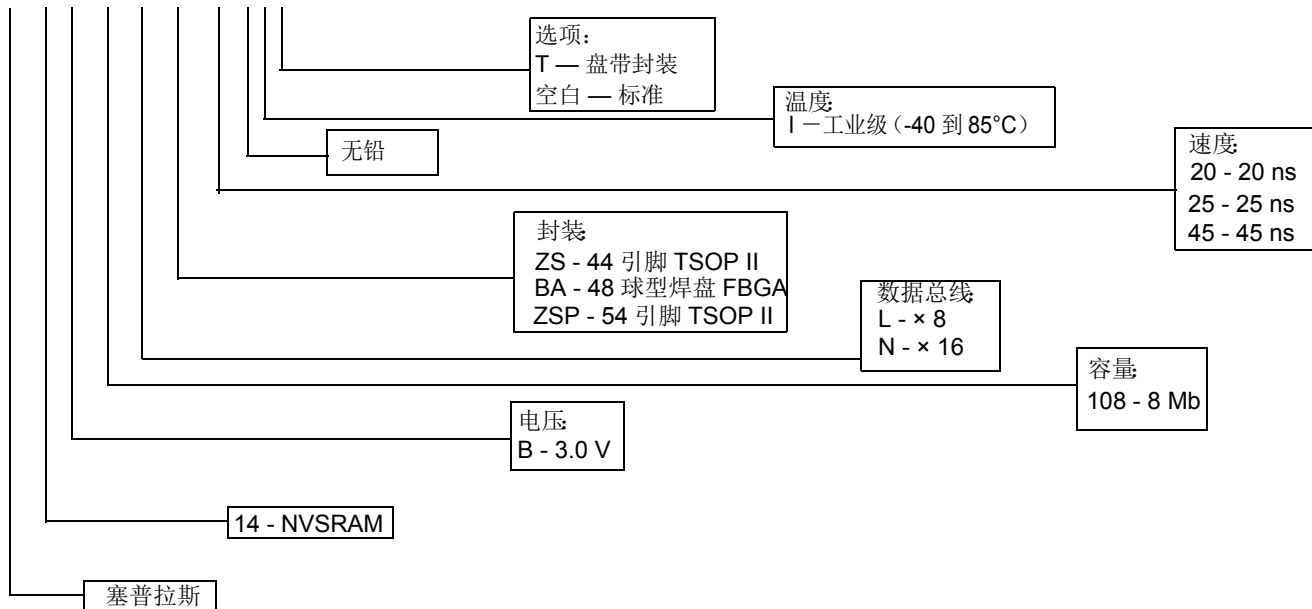 选项:
T — 盘带封装
空白 — 标准
温度:
I －工业级（-40 到 85°C）
无铅
速度:
20 - 20 ns
25 - 25 ns
45 - 45 ns
封装:
ZS - 44 引脚 TSOP II
BA - 48 球型焊盘 FBGA
ZSP - 54 引脚 TSOP II
数据总线:
L - × 8
N - × 16
容量:
108 - 8 Mb
电压:
B - 3.0 V
14 - NVSRAM
塞普拉斯